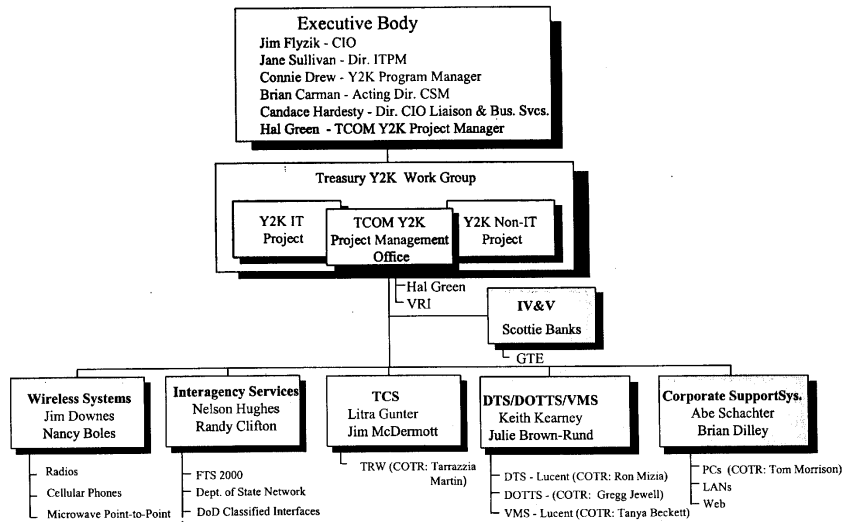 Executive Body
Jim Flyzik - CIO
Jane Sullivan - Dir. ITPM
Connie Drew - Y2K Program Manager
Brian Carman - Acting Dir. CSM
Candace Hardesty - Dir. CIO Liaison & Bus. Svcs.
Hal Green - TCOM Y2K Project Manager
Treasury Y2K Work Group
Y2K IT
Project
TCOM Y2K
Project Management
Office
Y2K Non-IT
Project
Hal Green
VRI
IV&V
Scottie Banks
GTE
Wireless Systems
Jim Downes
Nancy Boles
Radios
Cellular Phones
Microwave Point-to-Point
Interagency Services
Nelson Hughes
Randy Clifton
FTS 2000
Dept. of State Network
DoD Classified Interfaces
TCS
Litra Gunter
Jim McDermott
TRW (COTR: Tarrazzia
Martin)
DTS/DOTTS/VMS
Keith Kearney
Julie Brown-Rund
DTS - Lucent (COTR: Ron Mizia)
DOTTS - (COTR: Gregg Jewell)
VMS - Lucent (COTR: Tanya Beckett)
Corporate SupportSys.
Abe Schachter
Brian Dilley
PCs (COTR: Tom Morrison)
LANs
Web